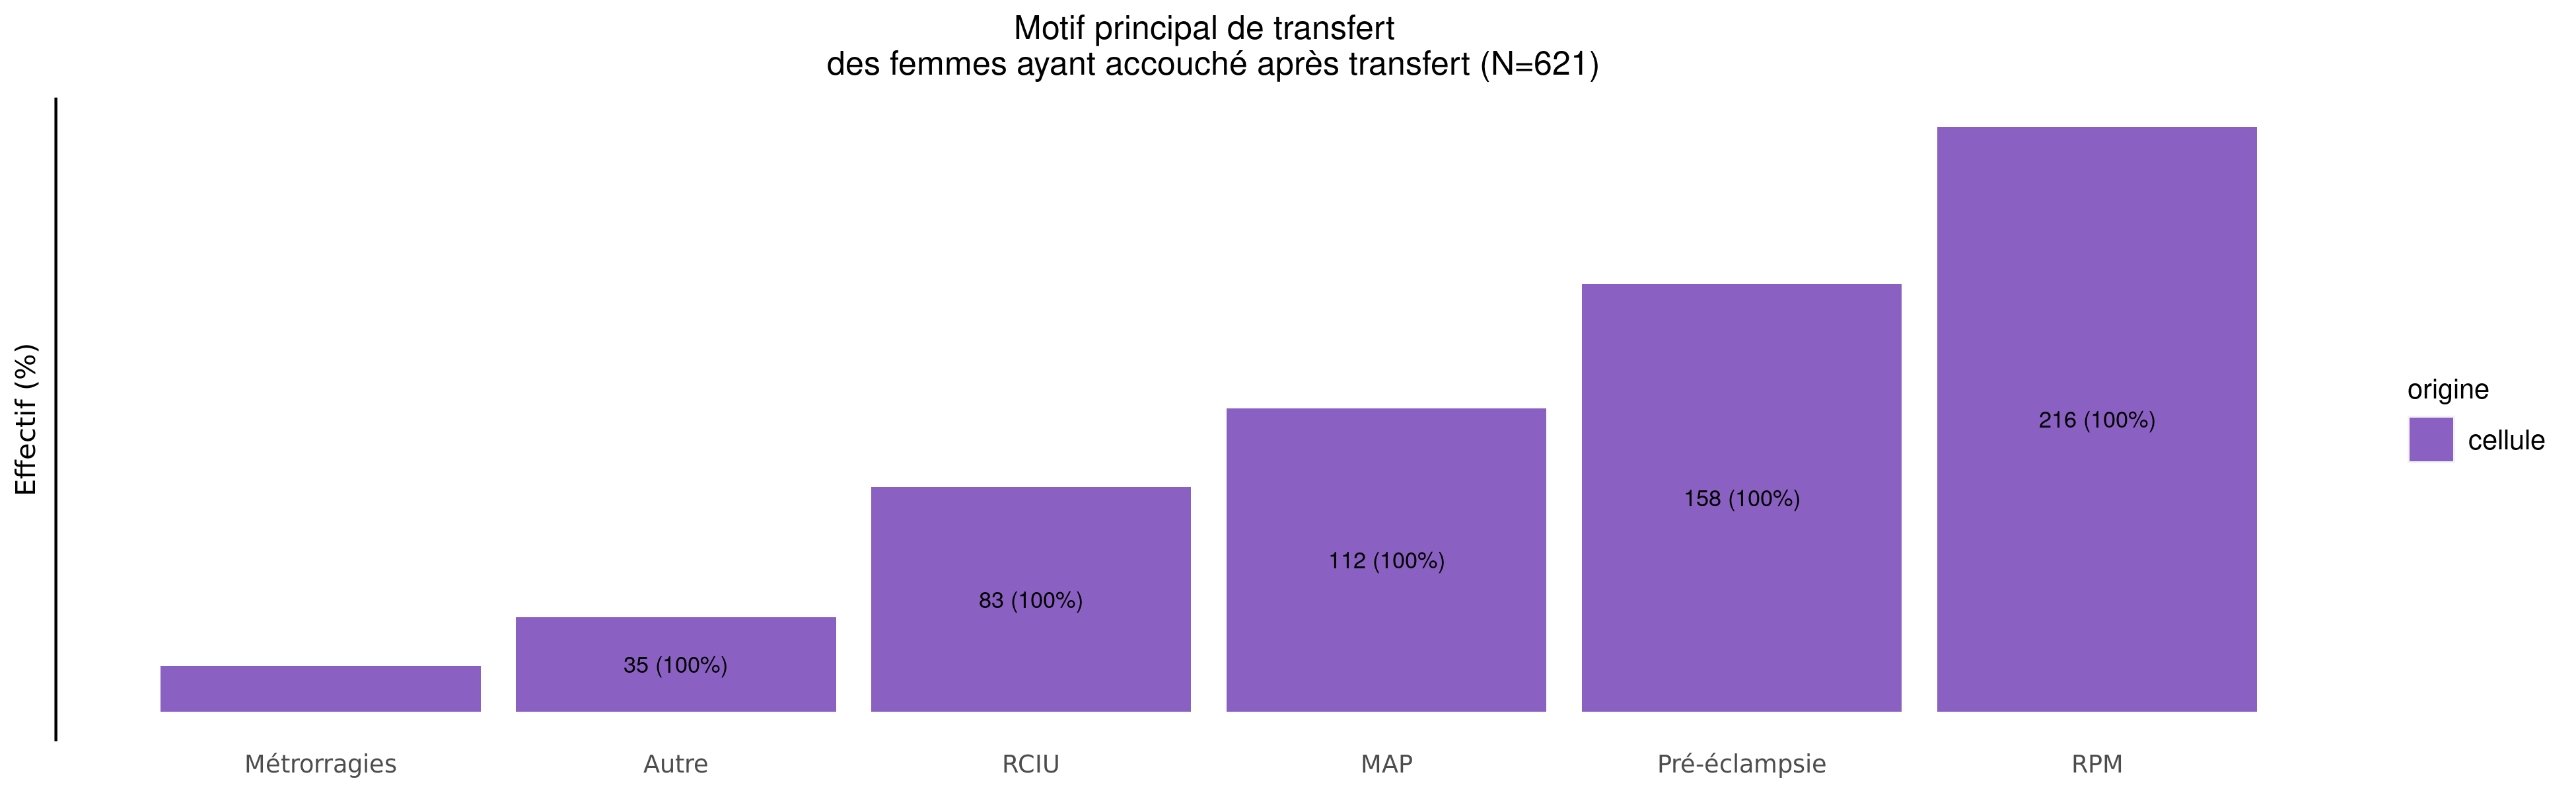 Motif principal de transfert
des femmes ayant accouché après transfert (N=621)
Effectif (%)
35 (100%)
83 (100%)
112 (100%)
158 (100%)
216 (100%)
Métrorragies
Autre
RCIU
MAP
Pré-éclampsie
RPM
origine
cellule